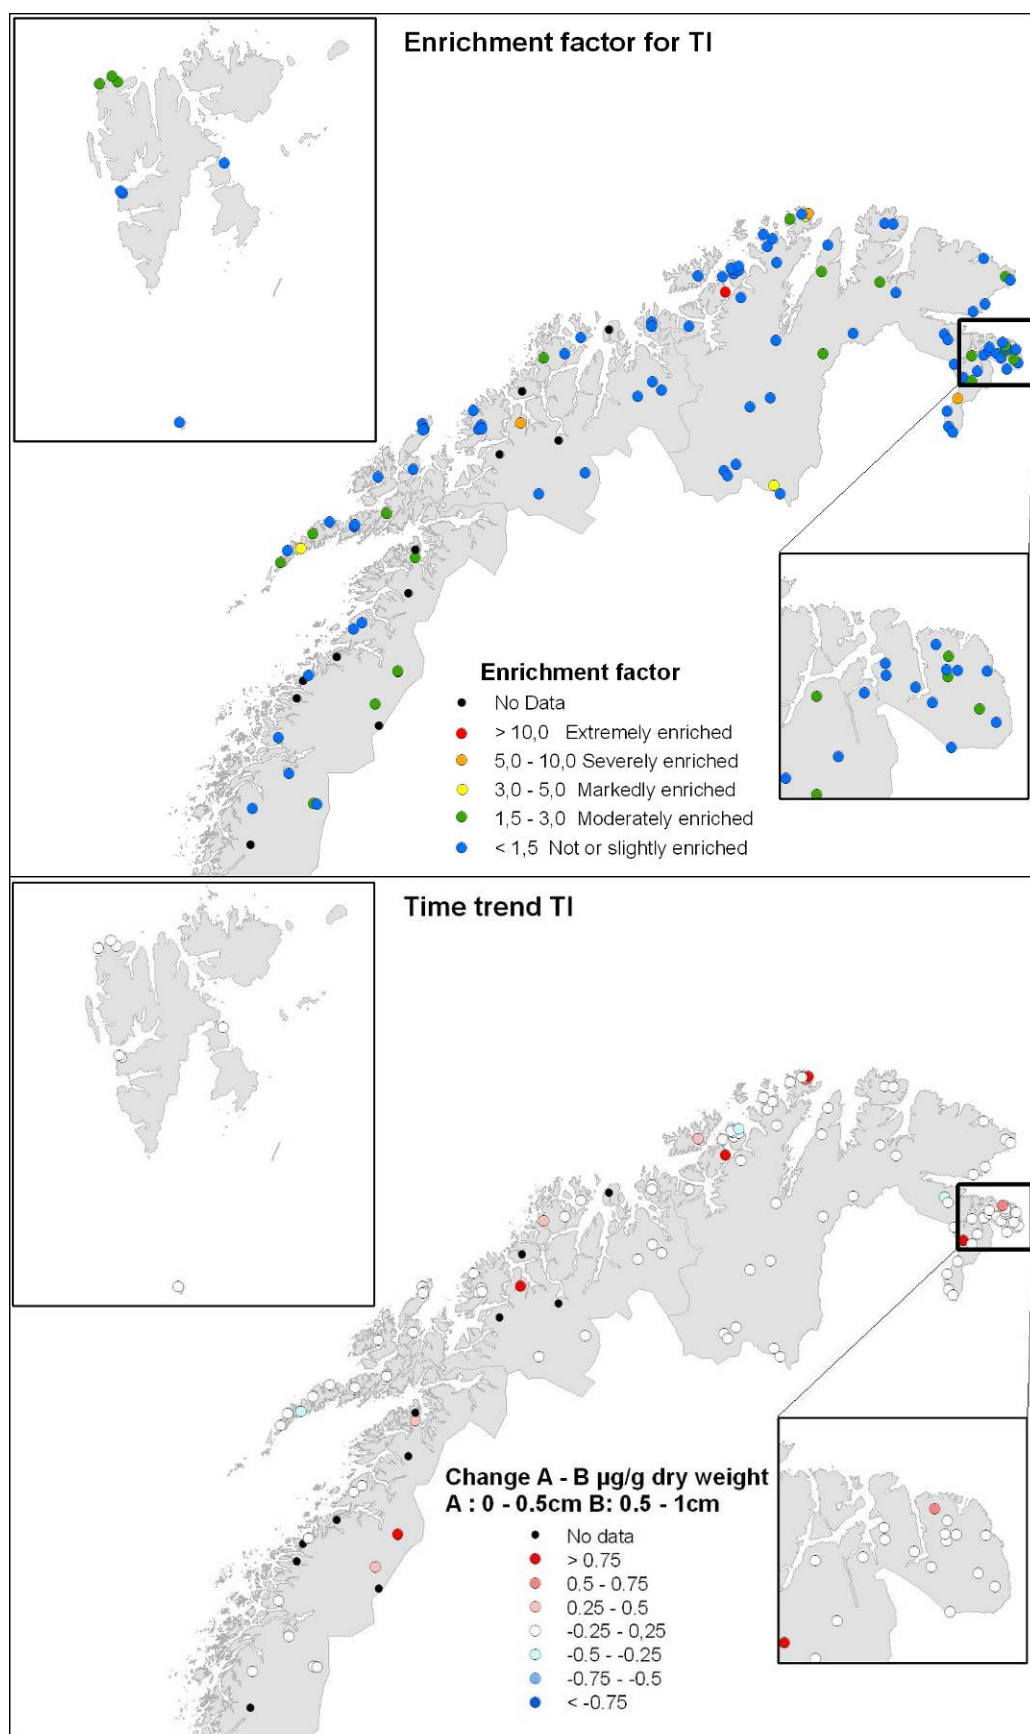 Enrichment factor for Tl
Enrichment factor
No Data
> 10,0 Extremely enriched
5,0 - 10,0 Severely enriched
3,0 - 5,0 Markedly enriched
1,5 - 3,0 Moderately enriched
< 1,5 Not or slightly enriched
Time trend Tl
Change A - B µg/g dry weight
A : 0 - 0.5cm B: 0.5 - 1cm
No data
> 0.75
0.5 - 0.75
0.25 - 0.5
-0.25 - 0,25
-0.5 - -0.25
-0.75 - -0.5
< -0.75